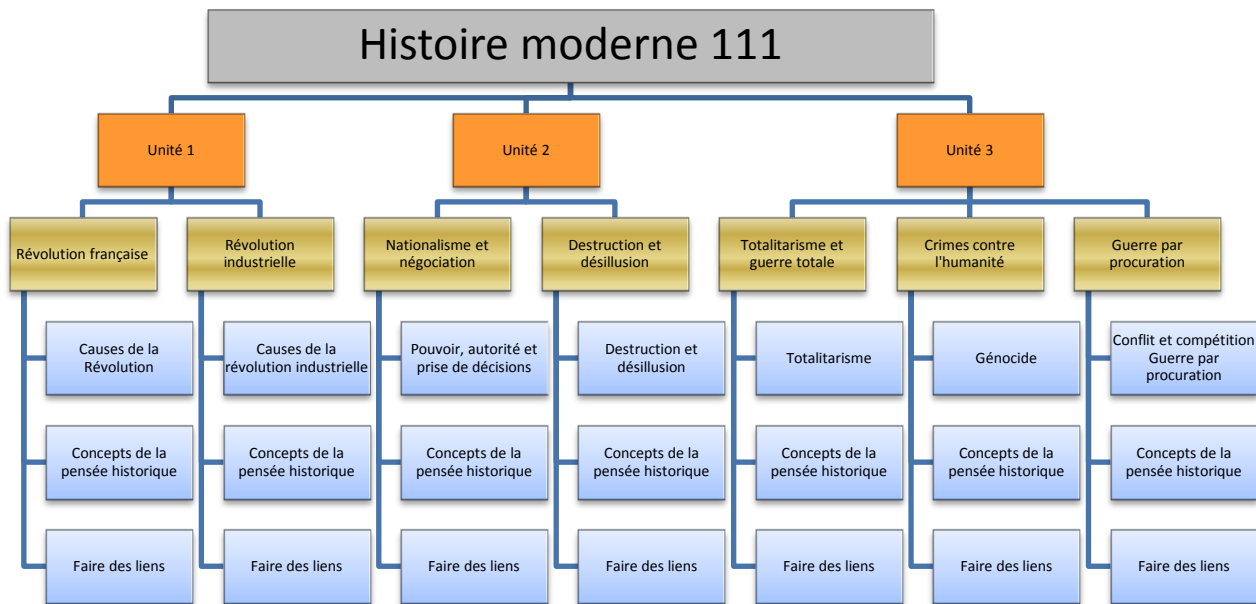 Histoire moderne 111
Unité 1
Unité 2
Unité 3
Révolution française
Révolution
industrielle
Nationalisme et
négociation
Destruction et
désillusion
Totalitarisme et
guerre totale
Crimes contre
l'humanité
Guerre par
procuration
Causes de la
Révolution
Causes de la
révolution industrielle
Pouvoir, autorité et
prise de décisions
Destruction et
désillusion
Totalitarisme
Génocide
Conflit et compétition
Guerre par
procuration
Concepts de la
pensée historique
Concepts de la
pensée historique
Concepts de la
pensée historique
Concepts de la
pensée historique
Concepts de la
pensée historique
Concepts de la
pensée historique
Concepts de la
pensée historique
Faire des liens
Faire des liens
Faire des liens
Faire des liens
Faire des liens
Faire des liens
Faire des liens